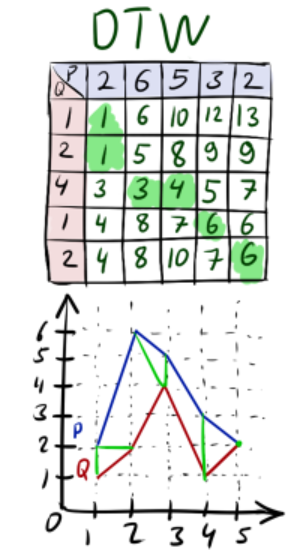 DTW
Q P 2 6 5 3 2
1 1 6 10 12 13
2 1 5 8 9 9
4 3 3 4 5 7
1 4 8 7 6 6
2 4 8 10 7 6
6
5
4
3
P 2
Q 1
0 1 2 3 4 5